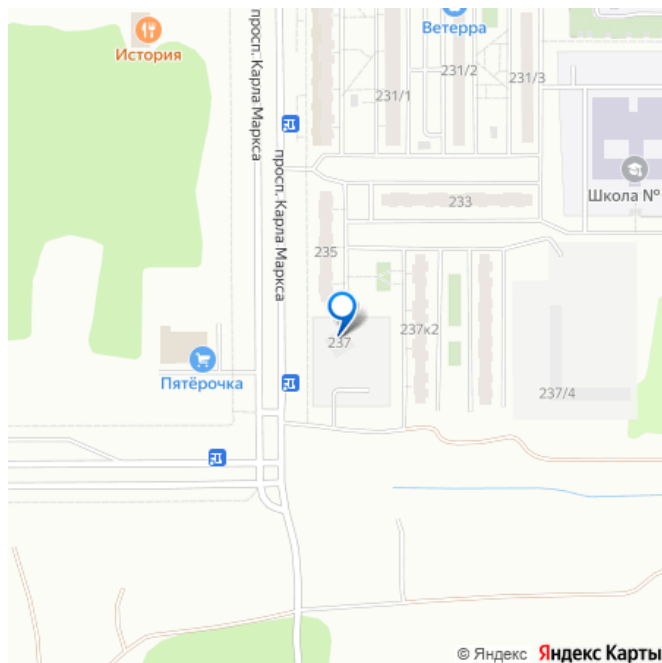 История
Ветерра
231/2
231/3
231/1
просп. Карла Маркса
просп. Карла Маркса
Школа №
233
235
237
237к2
Пятёрочка
237/4
© Яндекс Яндекс Карты